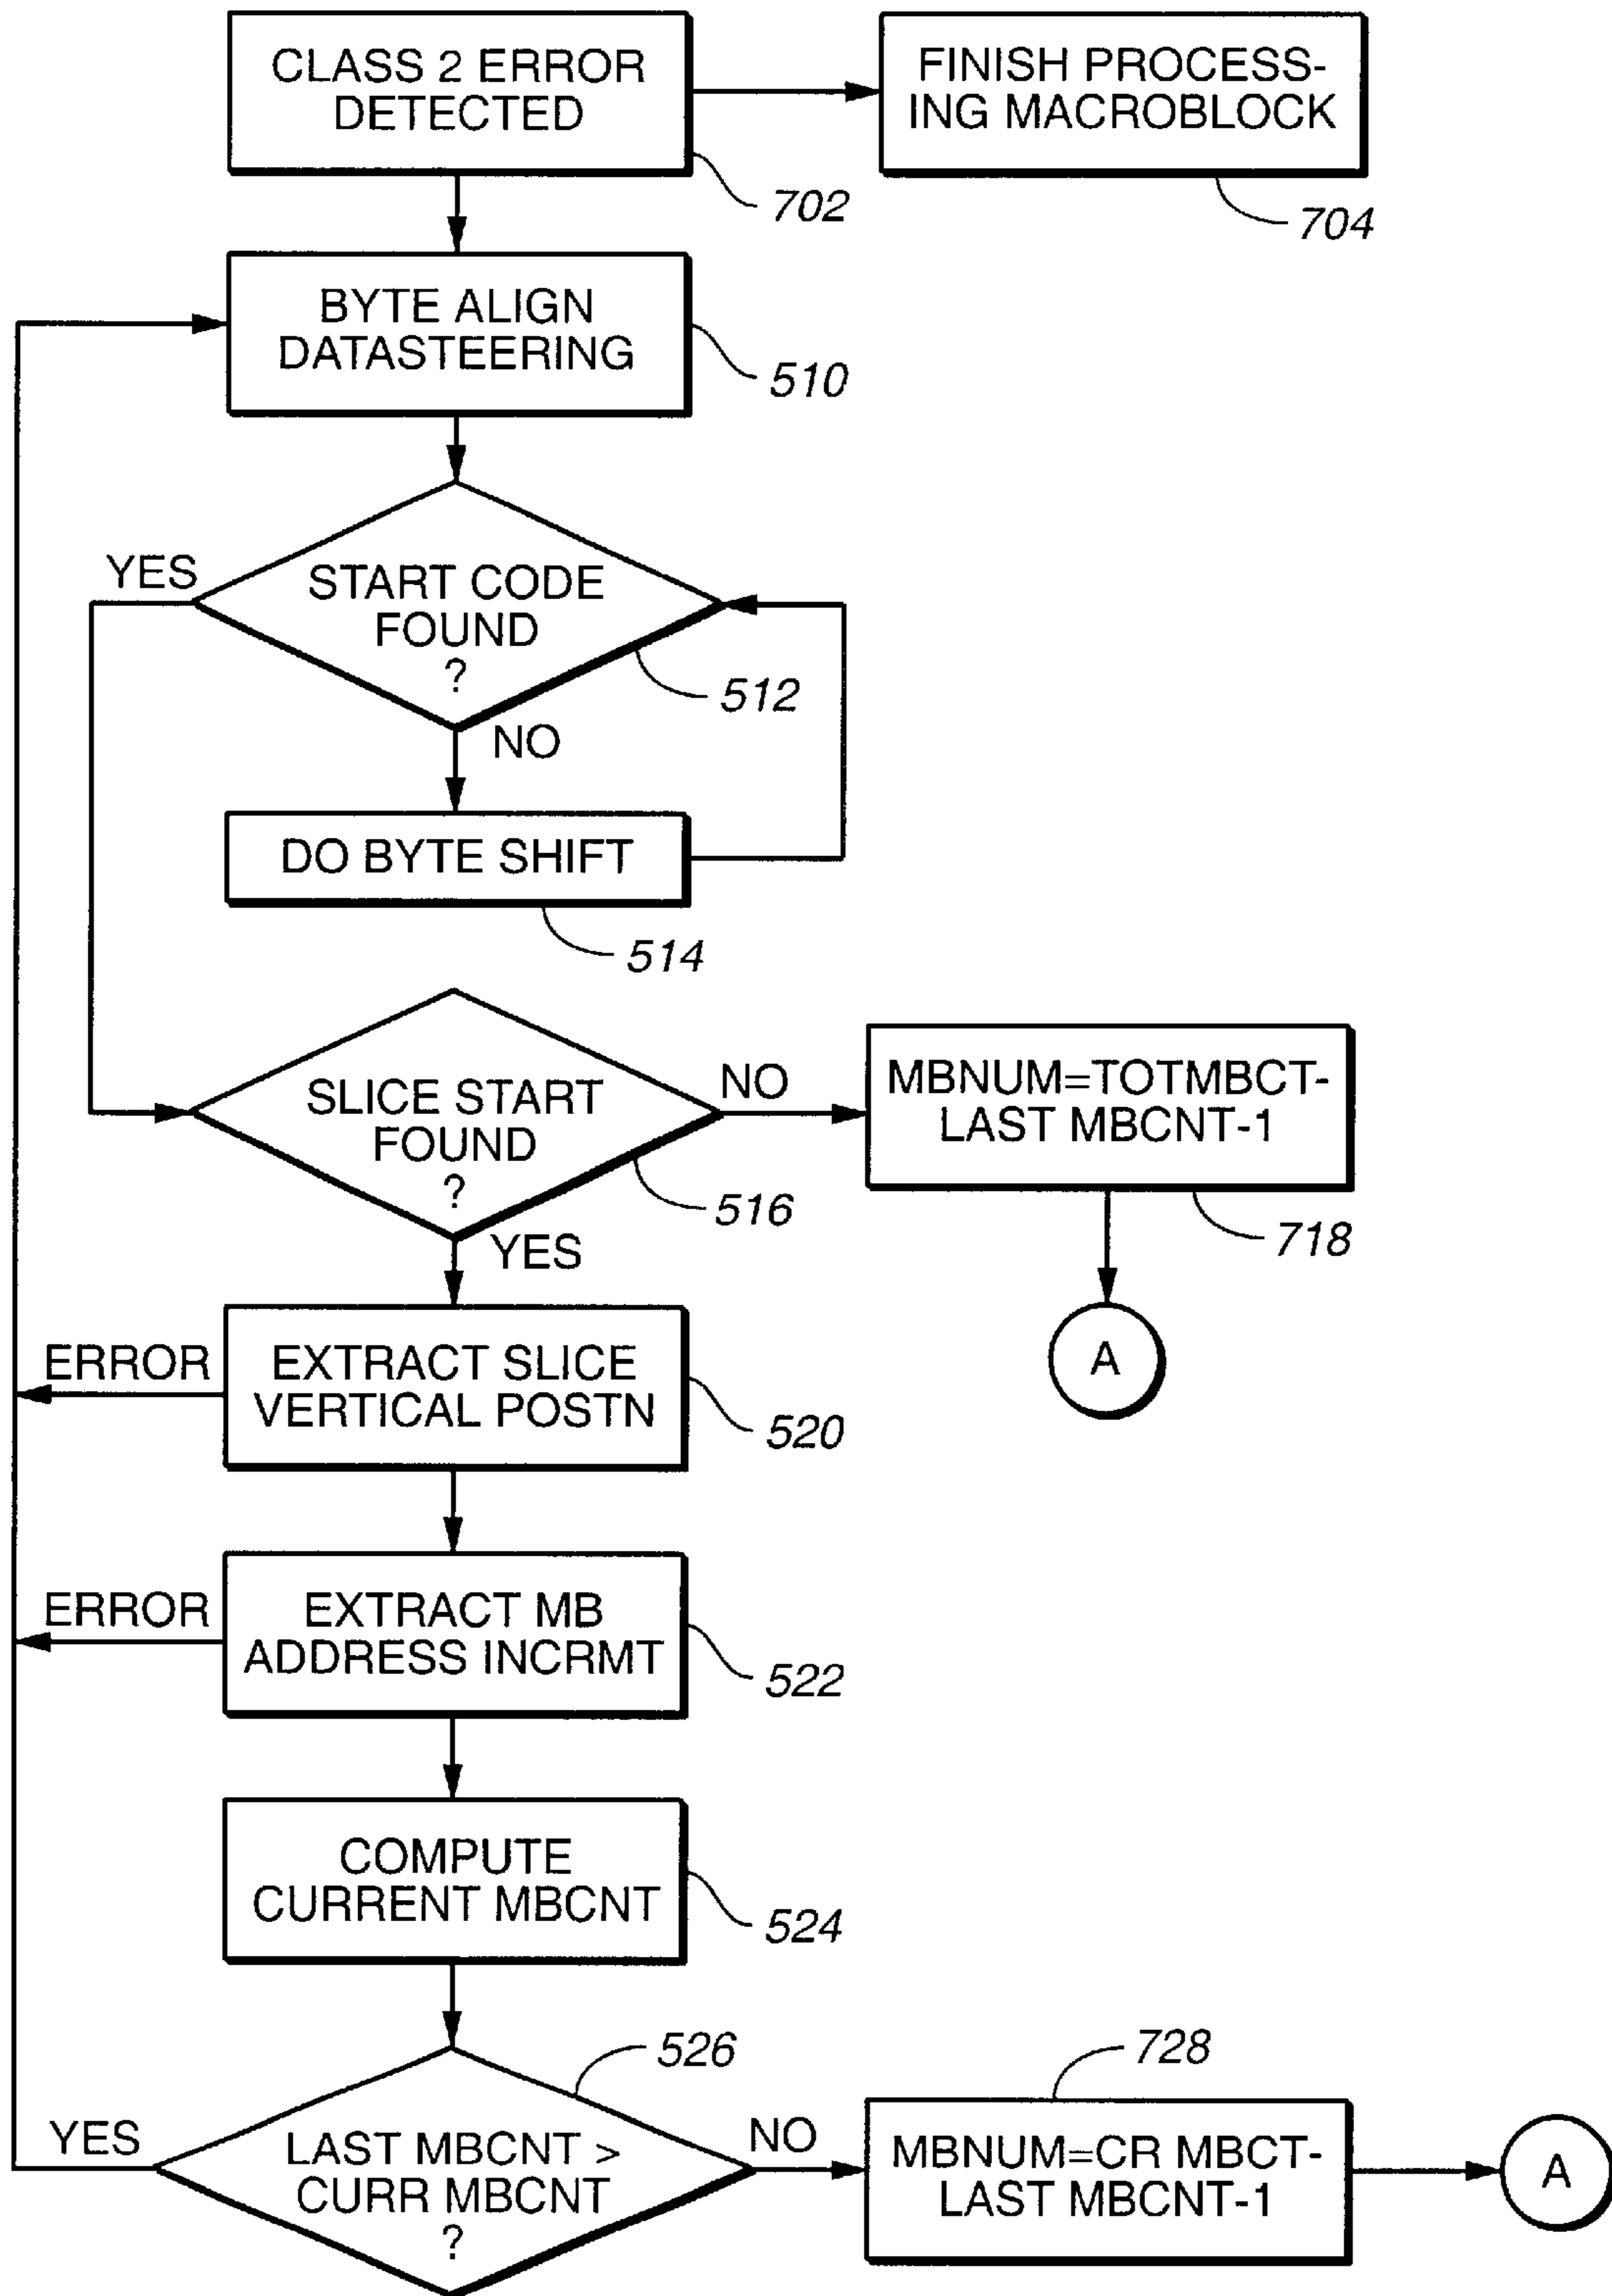 CLASS 2 ERROR
DETECTED
702
FINISH PROCESS-
ING MACROBLOCK
704
BYTE ALIGN
DATASTEERING
510
YES
START CODE
FOUND
?
512
NO
DO BYTE SHIFT
514
SLICE START
FOUND
?
516
NO
MBNUM=TOTMBCT-
LAST MBCNT-1
718
A
YES
ERROR
EXTRACT SLICE
VERTICAL POSTN
520
ERROR
EXTRACT MB
ADDRESS INCRMT
522
COMPUTE
CURRENT MBCNT
524
526
YES
LAST MBCNT >
CURR MBCNT
?
NO
728
MBNUM=CR MBCT-
LAST MBCNT-1
A